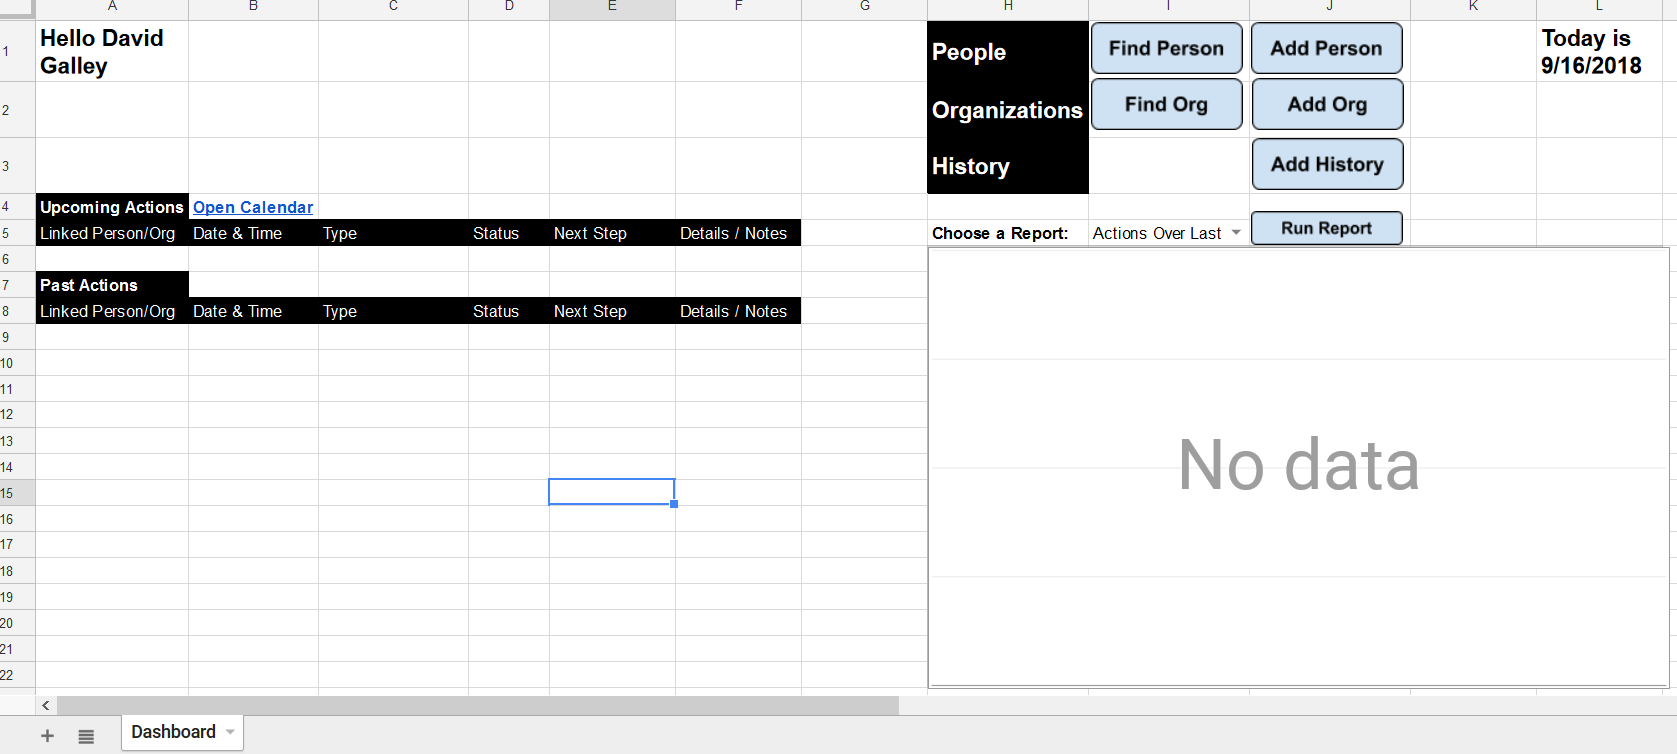 A B C D E F G H I J K L
1 Hello David
Galley
People Find Person Add Person
Today is
9/16/2018
2 Organizations Find Org Add Org
3 History Add History
4 Upcoming Actions Open Calendar
5 Linked Person/Org Date & Time Type Status Next Step Details / Notes Choose a Report: Actions Over Last Run Report
6
7 Past Actions
8 Linked Person/Org Date & Time Type Status Next Step Details / Notes
9
10
11
12
13
14
No data
15
16
17
18
19
20
21
22
Dashboard